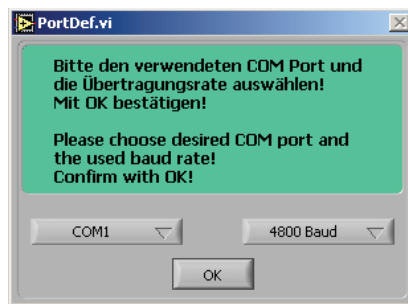 PortDef.vi
Bitte den verwendeten COM Port und
die Übertragungsrate auswählen!
Mit OK bestätigen!
Please choose desired COM port and
the used baud rate!
Confirm with OK!
COM1 4800 Baud
OK